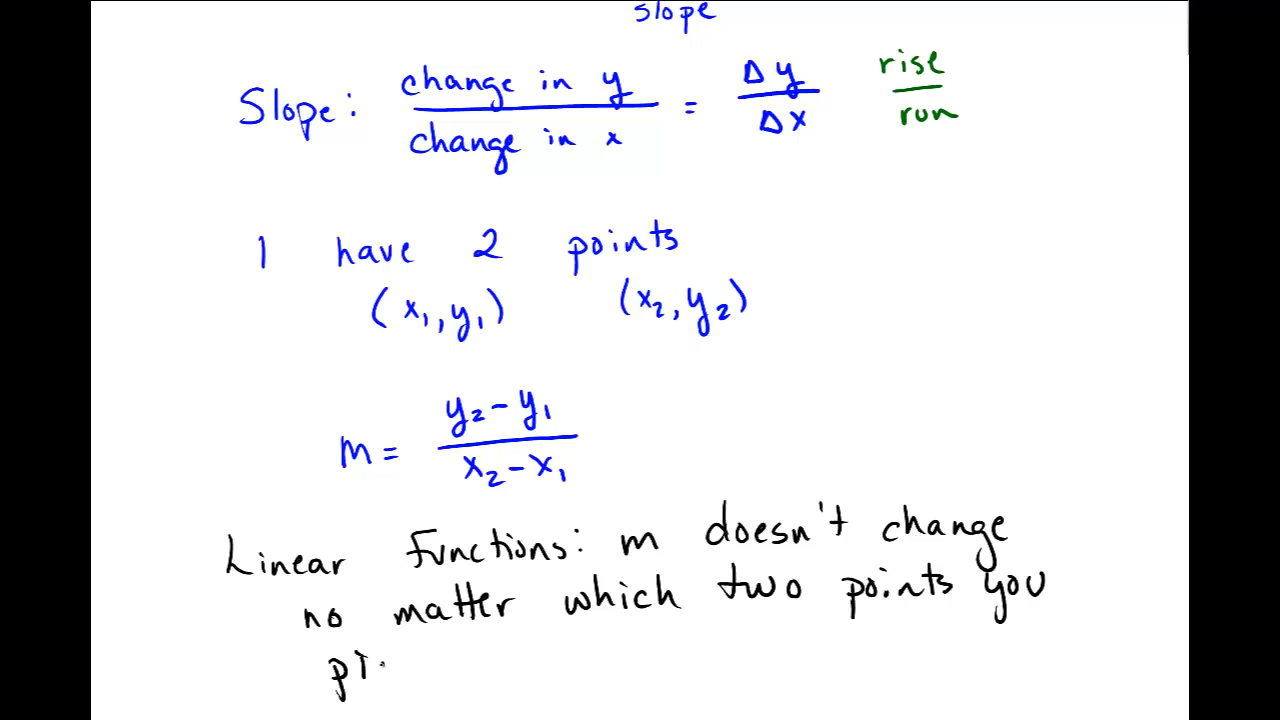 slope
Slope: change in y / change in x = Δy / Δx rise / run
I have 2 points
(x₁, y₁) (x₂, y₂)
m = y₂ - y₁ / x₂ - x₁
Linear Functions: m doesn't change
no matter which two points you
pi